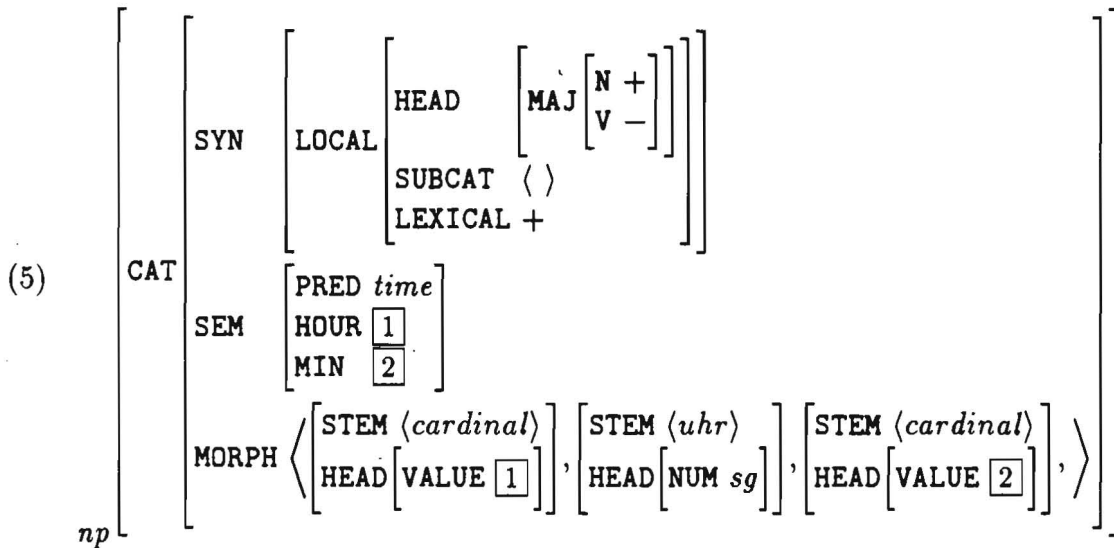 HEAD [MAJ [N +
V −]]
SYN [LOCAL
SUBCAT ⟨ ⟩
LEXICAL +
(5) CAT
PRED time
SEM HOUR 1
MIN 2
STEM ⟨cardinal⟩ STEM ⟨uhr⟩ STEM ⟨cardinal⟩
MORPH ⟨ HEAD[VALUE 1] , HEAD[NUM sg] , HEAD[VALUE 2] , ⟩
np